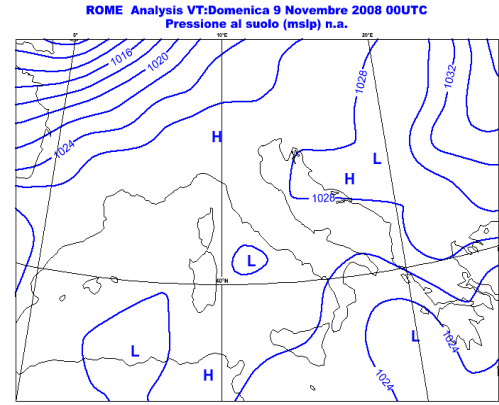 ROME Analysis VT:Domenica 9 Novembre 2008 00UTC
Pressione al suolo (mslp) n.a.
0°E 10°E 20°E
1016
1020
1024
1028
1032
H
L
H
1028
L
40°N
L
L
H
1024
1024